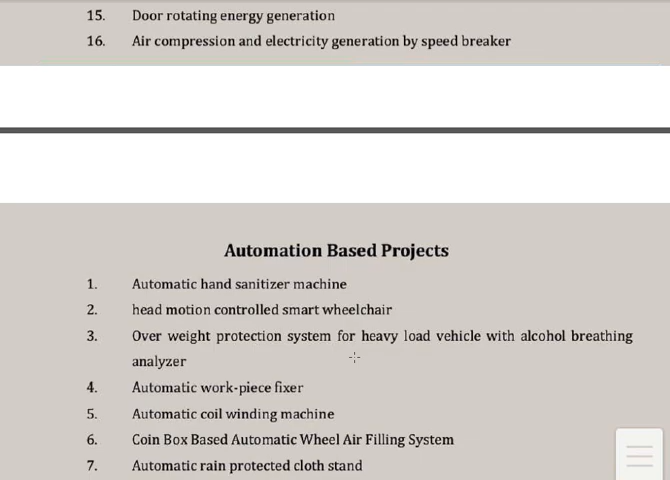 15. Door rotating energy generation
16. Air compression and electricity generation by speed breaker
Automation Based Projects
1. Automatic hand sanitizer machine
2. head motion controlled smart wheelchair
3. Over weight protection system for heavy load vehicle with alcohol breathing
analyzer
4. Automatic work-piece fixer
5. Automatic coil winding machine
6. Coin Box Based Automatic Wheel Air Filling System
7. Automatic rain protected cloth stand